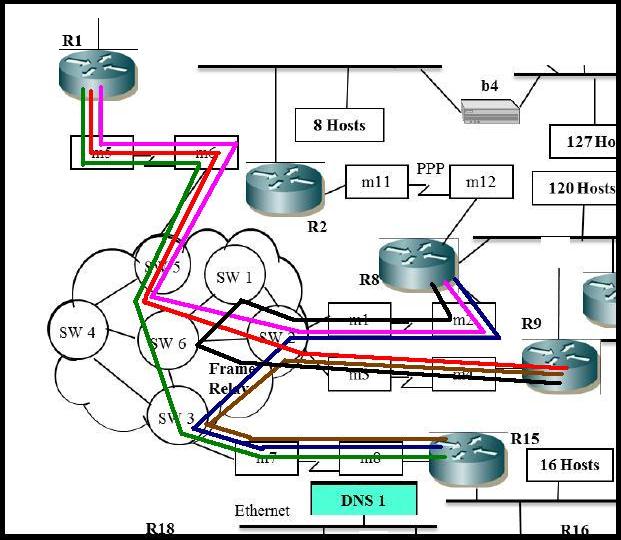 R1
b4
8 Hosts
127 Ho
m5
m6
PPP
m11
m12
120 Hosts
R2
R8
SW 5
SW 1
m1
m2
R9
SW 4
SW 6
SW 2
Frame
Relay
m3
m4
SW 3
R15
m7
m8
16 Hosts
DNS 1
Ethernet
R18
R16